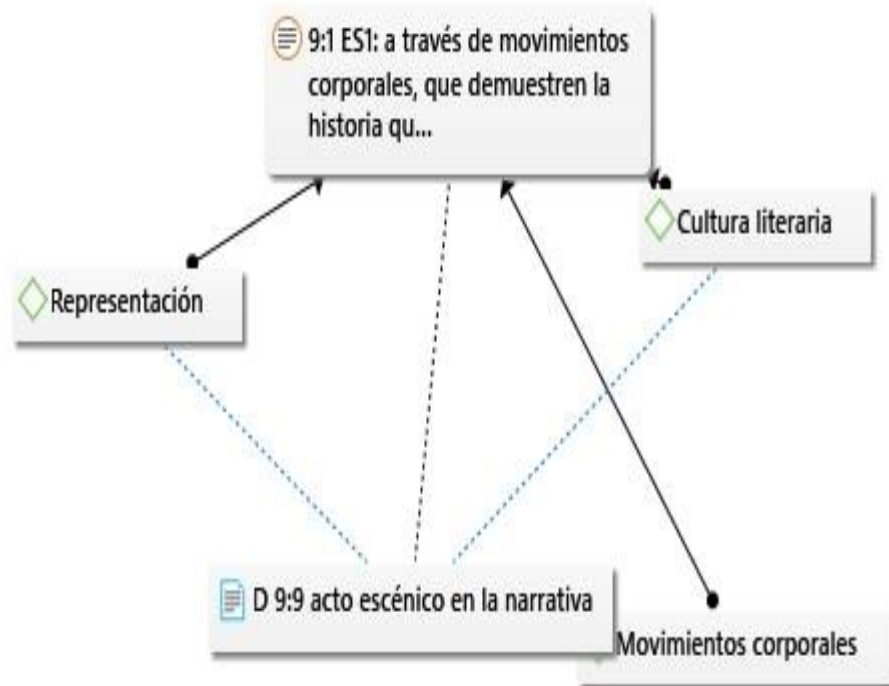 9:1 ES1: a través de movimientos
corporales, que demuestren la
historia qu...
Cultura literaria
Representación
D 9:9 acto escénico en la narrativa
Movimientos corporales